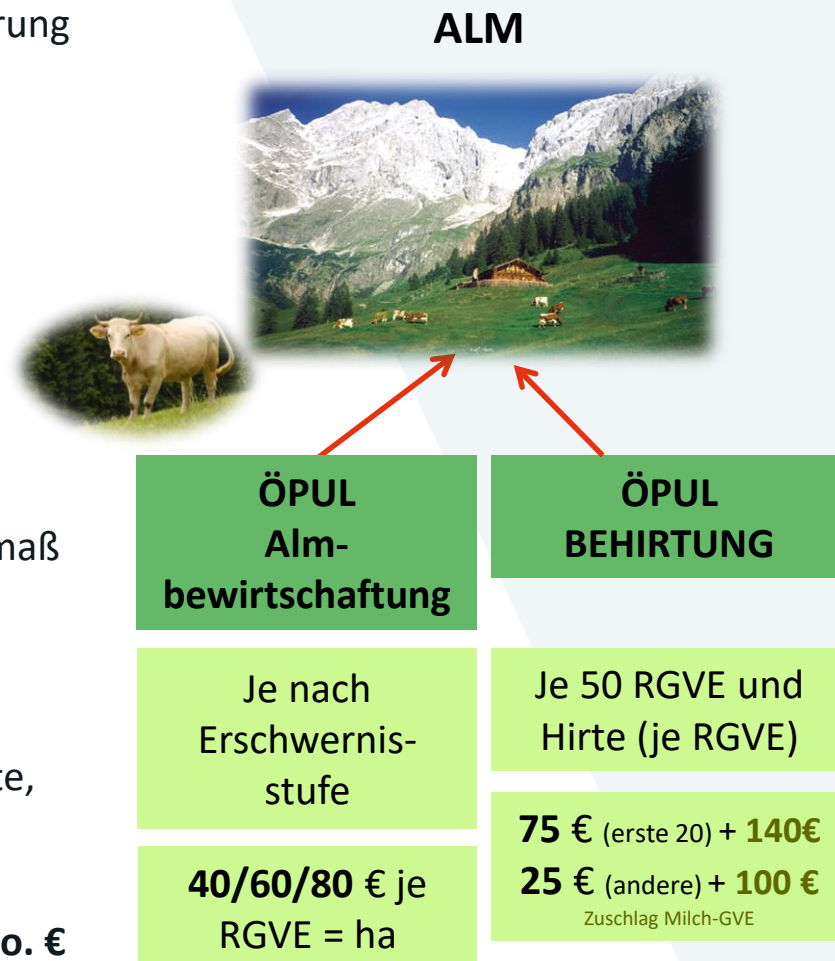 rung
ALM
maß
te,
o. €
ÖPUL
Alm-
bewirtschaftung
Je nach
Erschwernis-
stufe
40/60/80 € je
RGVE = ha
ÖPUL
BEHIRTUNG
Je 50 RGVE und
Hirte (je RGVE)
75 € (erste 20) + 140€
25 € (andere) + 100 €
Zuschlag Milch-GVE